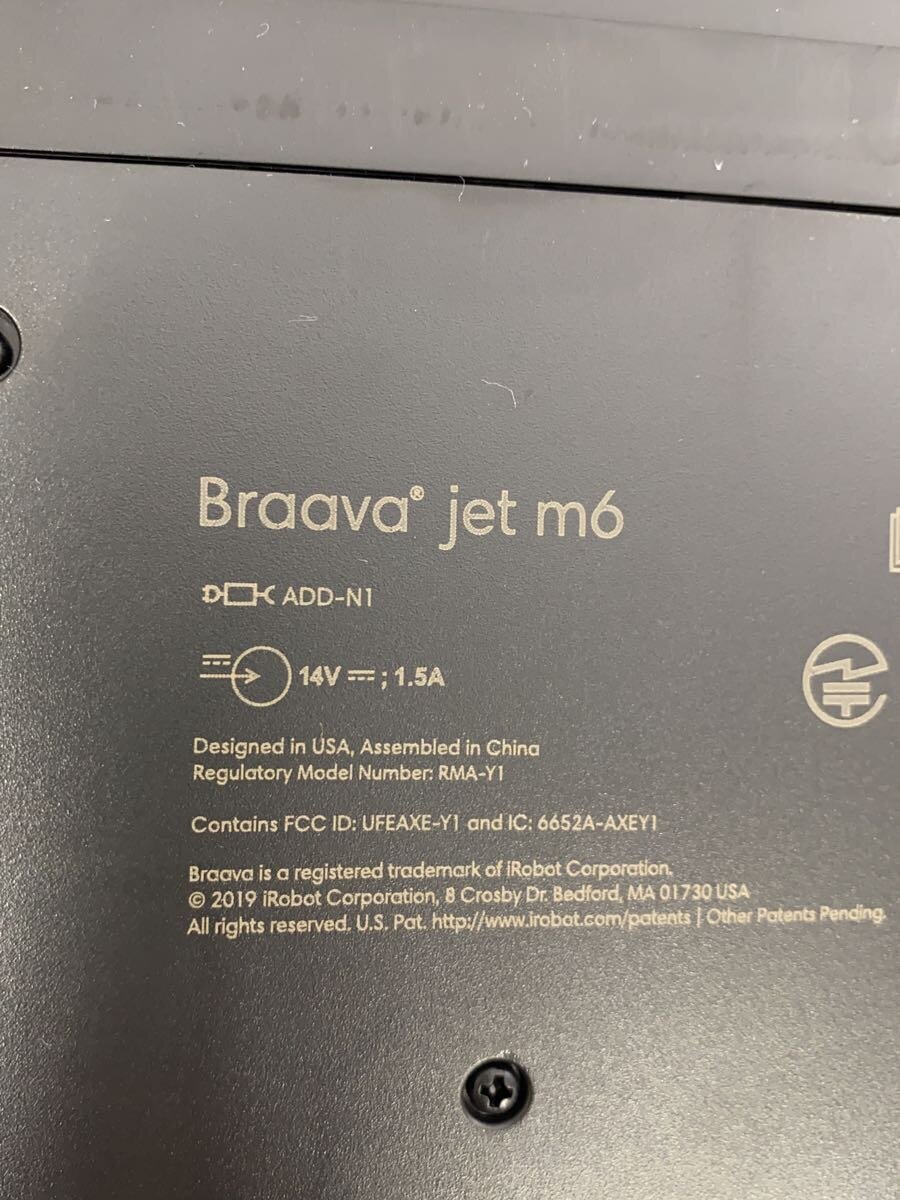 Braava® jet m6
ADD-N1
14V ⎓ ; 1.5A
Designed in USA, Assembled in China
Regulatory Model Number: RMA-Y1
Contains FCC ID: UFEAXE-Y1 and IC: 6652A-AXEY1
Braava is a registered trademark of iRobot Corporation.
© 2019 iRobot Corporation, 8 Crosby Dr. Bedford, MA 01730 USA
All rights reserved. U.S. Pat. http://www.irobot.com/patents | Other Patents Pending.